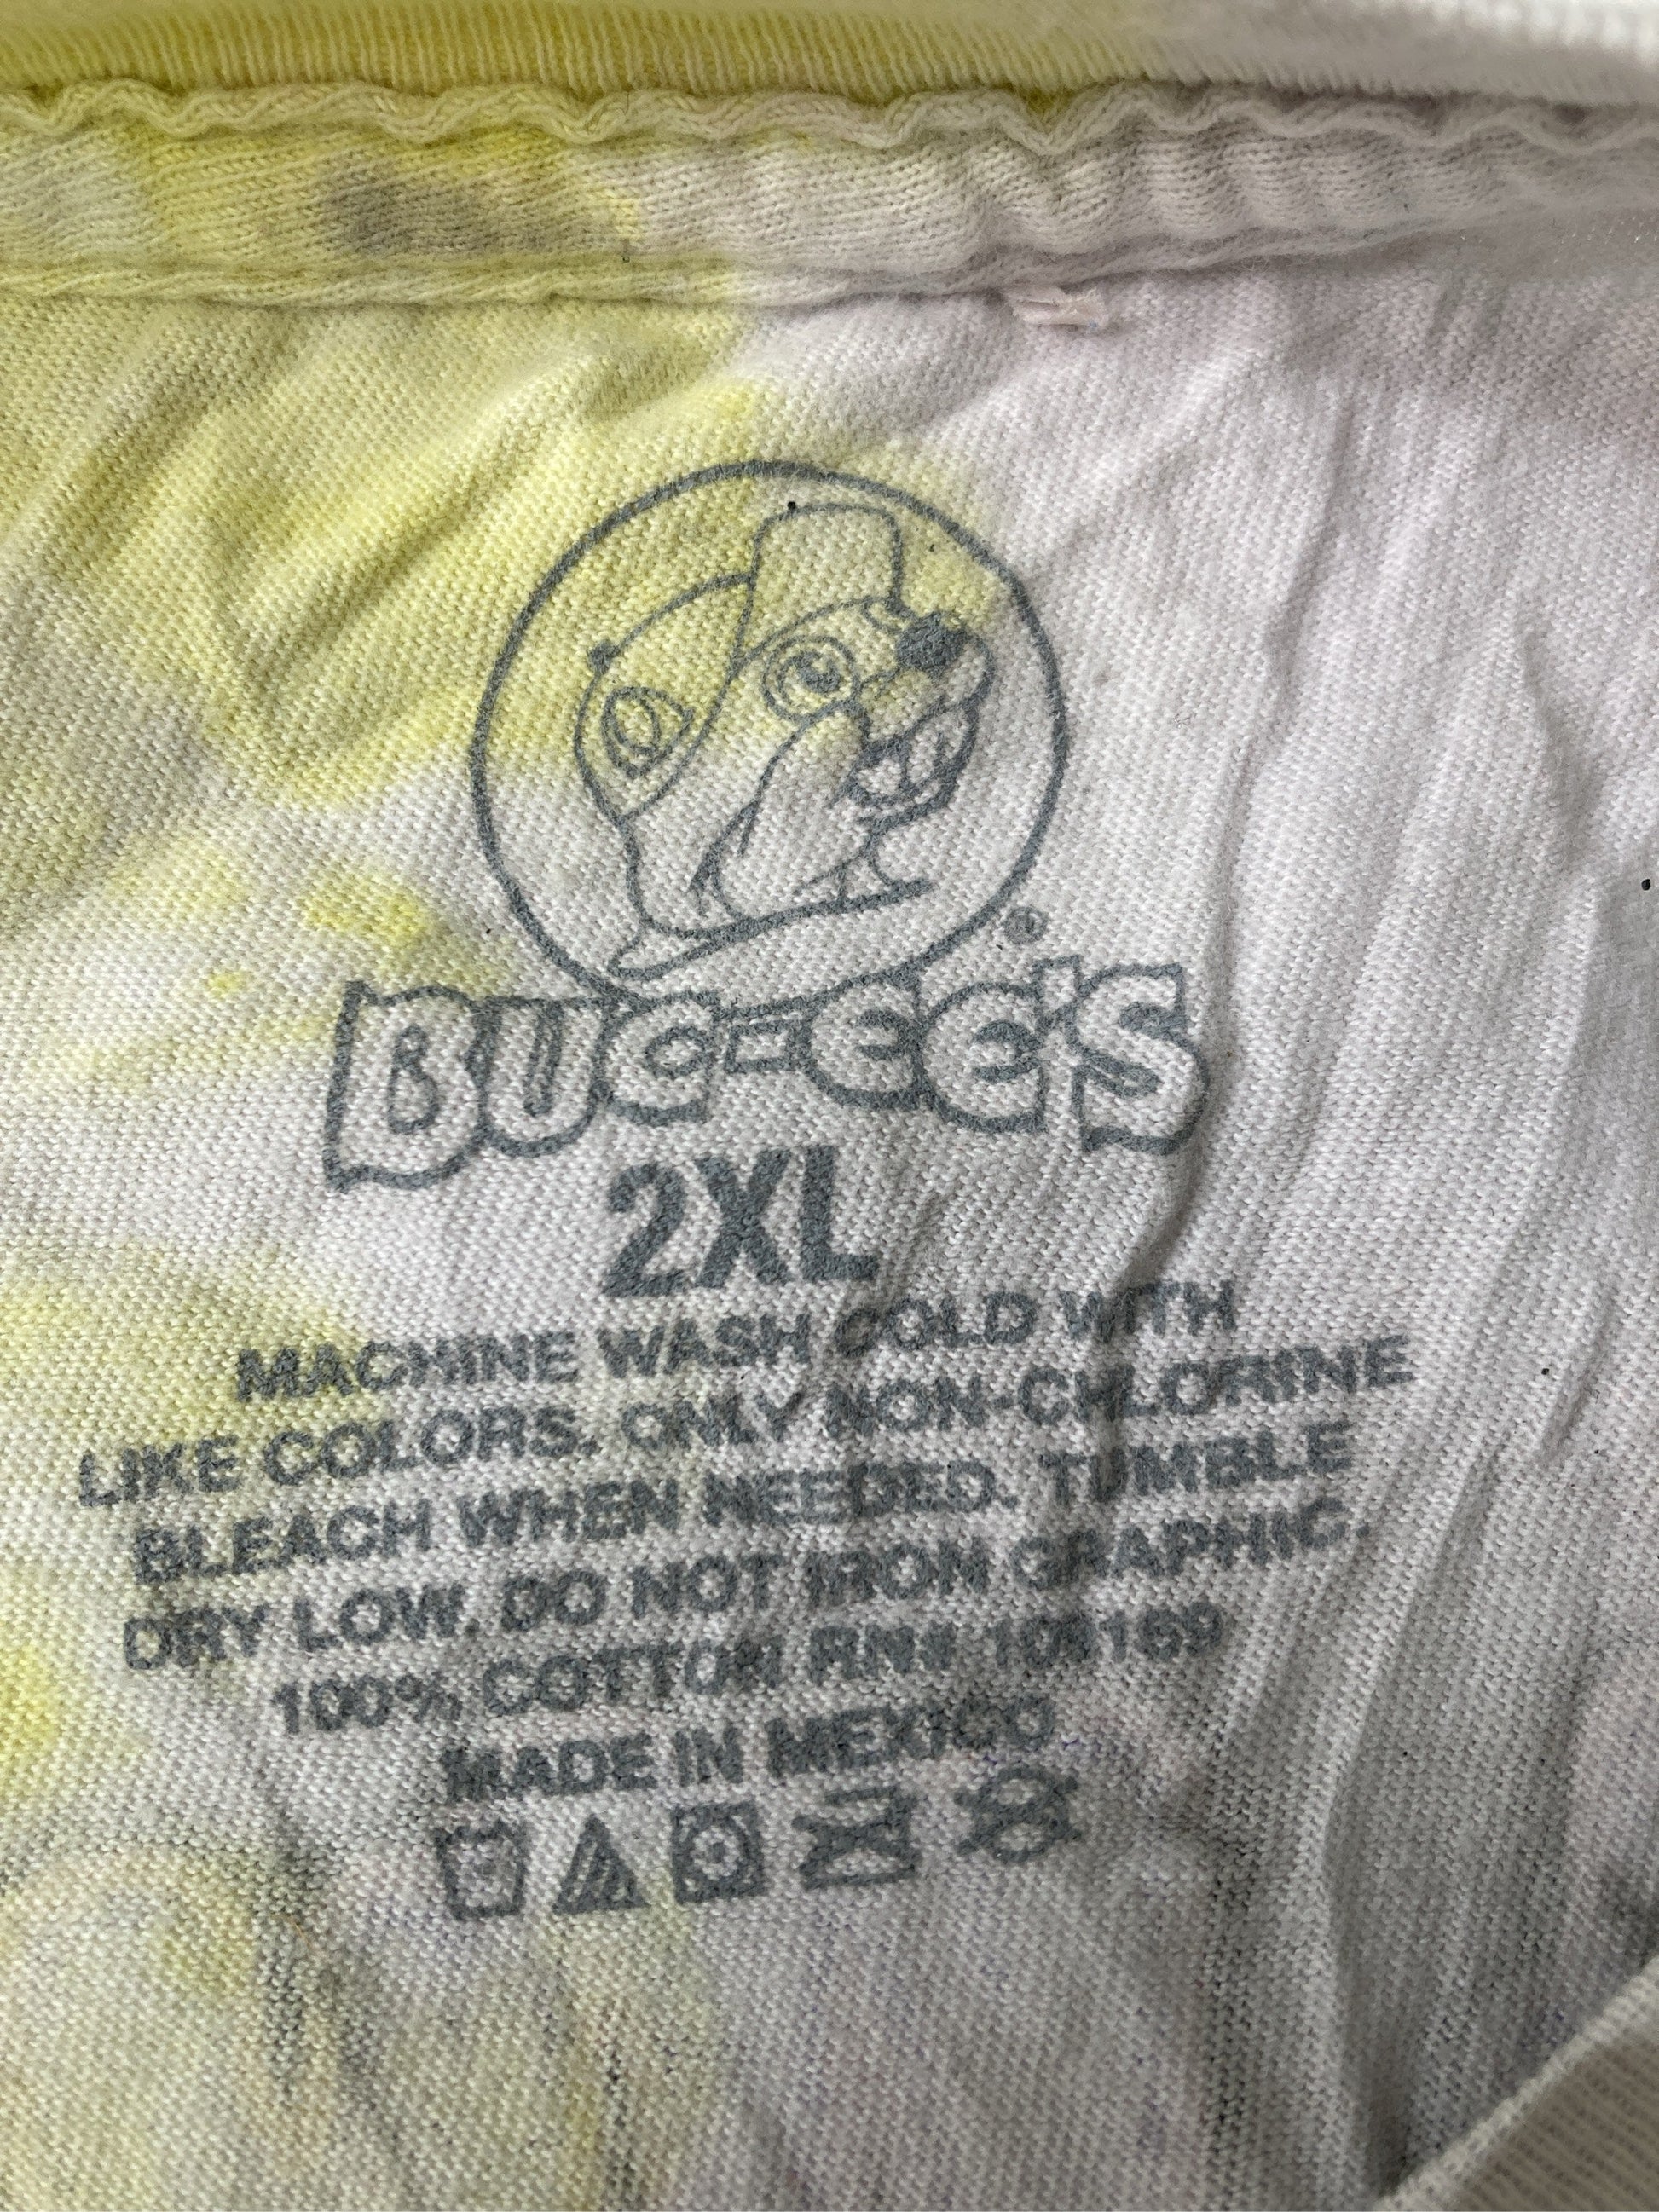 ®
BUC-EE'S
2XL
MACHINE WASH COLD WITH
LIKE COLORS. ONLY NON-CHLORINE
BLEACH WHEN NEEDED. TUMBLE
DRY LOW. DO NOT IRON GRAPHIC.
100% COTTON RN#
MADE IN MEXICO